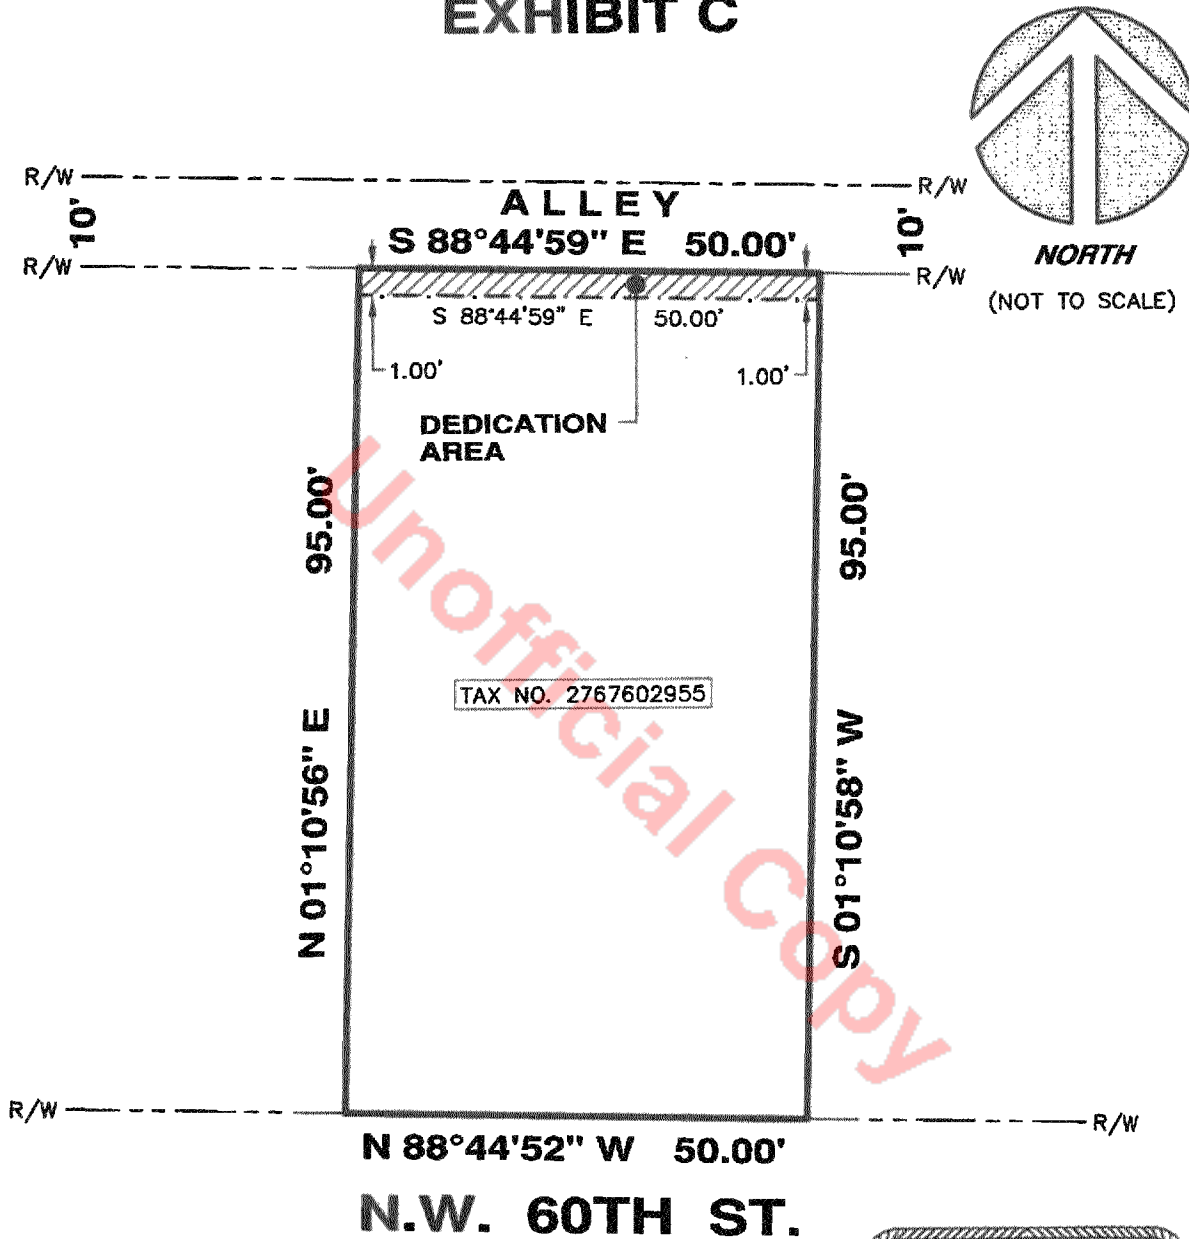 EXHIBIT C
R/W
R/W
10'
10'
ALLEY
S 88°44'59" E 50.00'
NORTH
R/W
R/W
(NOT TO SCALE)
S 88°44'59" E 50.00'
1.00'
1.00'
DEDICATION
AREA
95.00'
95.00'
TAX NO. 2767602955
N 01°10'56" E
S 01°10'58" W
Unofficial Copy
R/W
R/W
N 88°44'52" W 50.00'
N.W. 60TH ST.